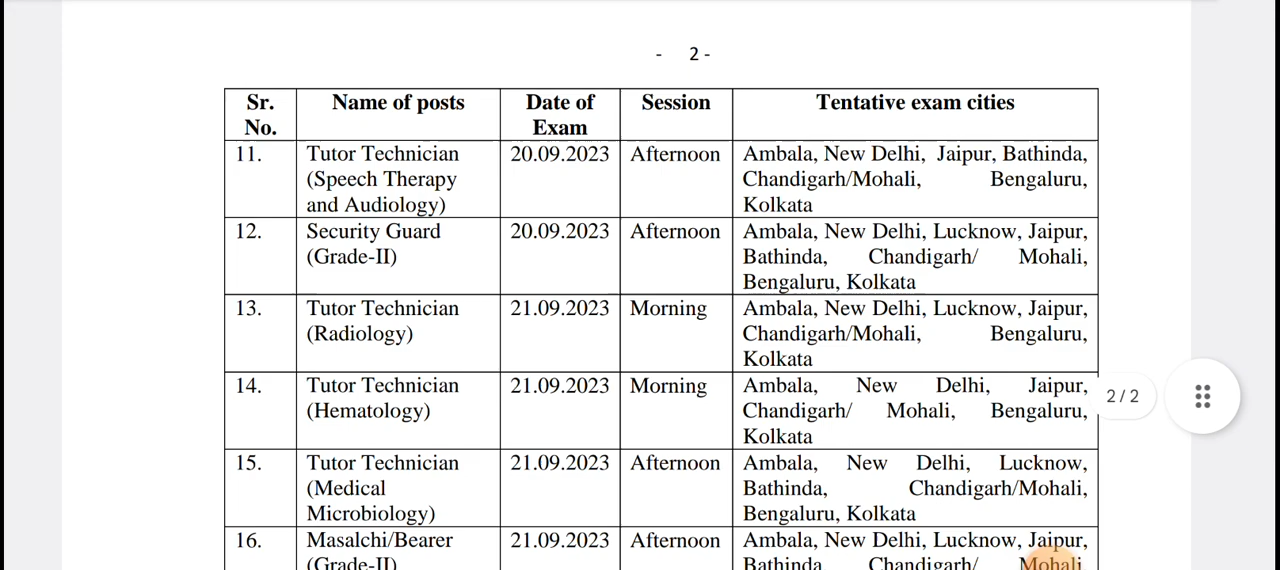 - 2 -
Sr. No. Name of posts Date of Exam Session Tentative exam cities
11. Tutor Technician 20.09.2023 Afternoon Ambala, New Delhi, Jaipur, Bathinda,
(Speech Therapy Chandigarh/Mohali, Bengaluru,
and Audiology) Kolkata
12. Security Guard 20.09.2023 Afternoon Ambala, New Delhi, Lucknow, Jaipur,
(Grade-II) Bathinda, Chandigarh/ Mohali,
Bengaluru, Kolkata
13. Tutor Technician 21.09.2023 Morning Ambala, New Delhi, Lucknow, Jaipur,
(Radiology) Chandigarh/Mohali, Bengaluru,
Kolkata
14. Tutor Technician 21.09.2023 Morning Ambala, New Delhi, Jaipur,
(Hematology) Chandigarh/ Mohali, Bengaluru,
Kolkata
2 / 2
15. Tutor Technician 21.09.2023 Afternoon Ambala, New Delhi, Lucknow,
(Medical Bathinda, Chandigarh/Mohali,
Microbiology) Bengaluru, Kolkata
16. Masalchi/Bearer 21.09.2023 Afternoon Ambala, New Delhi, Lucknow, Jaipur,
(Grade-II) Bathinda, Chandigarh/ Mohali,